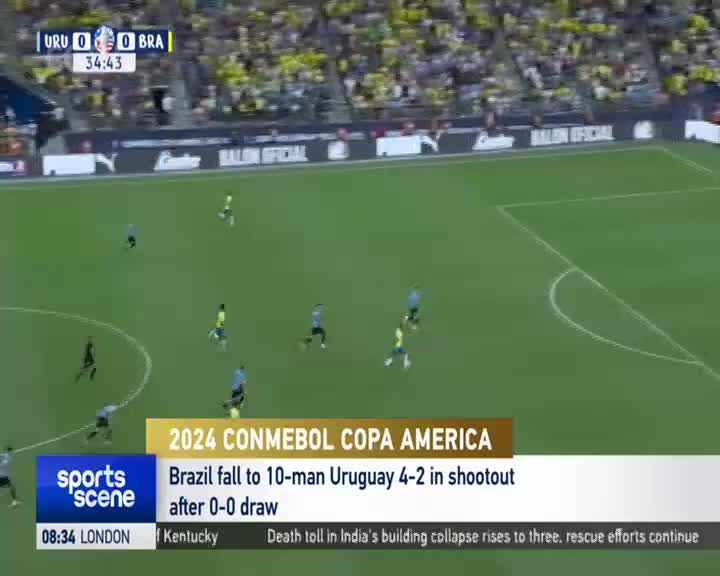 URU 0 0 BRA
34:43
BALÓN OFICIAL
BALÓN OFICIAL
2024 CONMEBOL COPA AMERICA
Brazil fall to 10-man Uruguay 4-2 in shootout
after 0-0 draw
sports
scene
08:34 LONDON
f Kentucky Death toll in India's building collapse rises to three, rescue efforts continue